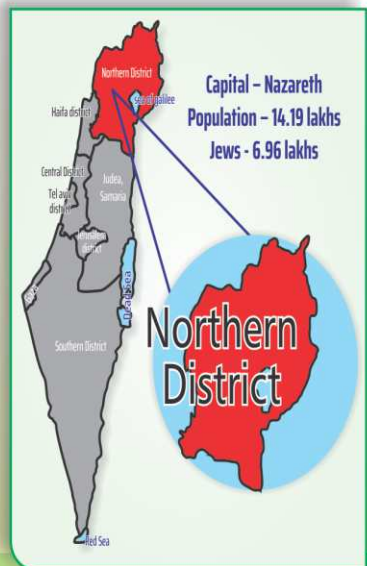 Northern District
sea of galilee
Capital – Nazareth
Population – 14.19 lakhs
Jews - 6.96 lakhs
Haifa district
Central District
Tel aviv
district
Judea,
Samaria
Jerusalem
district
Gaza
Dead Sea
Southern District
Northern
District
Red Sea